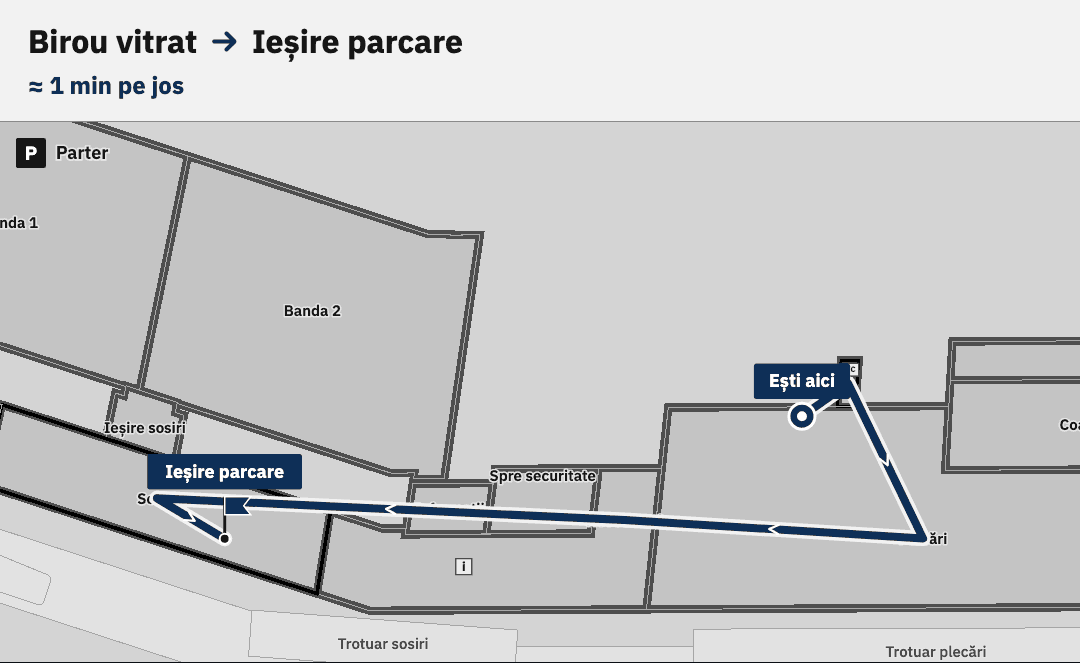 Birou vitrat → Ieșire parcare
≈ 1 min pe jos
P Parter
nda 1
Banda 2
Ești aici
c
Coa
Ieșire sosiri
Ieșire parcare
Spre securitate
ări
i
Trotuar sosiri
Trotuar plecări